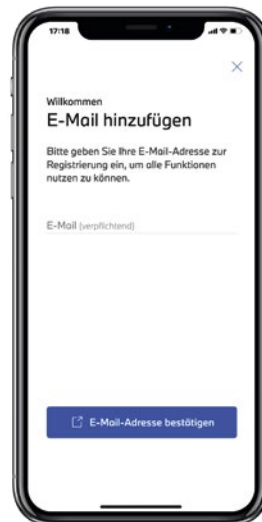 17:18
Willkommen
E-Mail hinzufügen
Bitte geben Sie Ihre E-Mail-Adresse zur
Registrierung ein, um alle Funktionen
nutzen zu können.
E-Mail (verpflichtend)
E-Mail-Adresse bestätigen